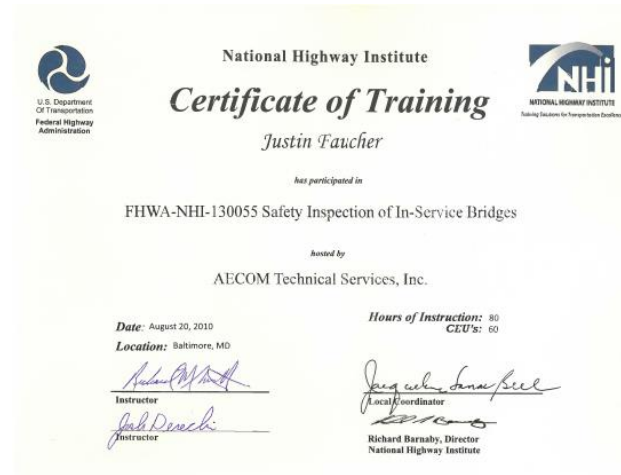 National Highway Institute
Certificate of Training
Justin Faucher
has participated in
FHWA-NHI-130055 Safety Inspection of In-Service Bridges
hosted by
AECOM Technical Services, Inc.
U.S. Department
Of Transportation
Federal Highway
Administration
NHI
NATIONAL HIGHWAY INSTITUTE
Training Solutions for Transportation Excellence
Date: August 20, 2010
Location: Baltimore, MD
Hours of Instruction: 80
CEU's: 60
Instructor
Instructor
Local Coordinator
Richard Barnaby, Director
National Highway Institute